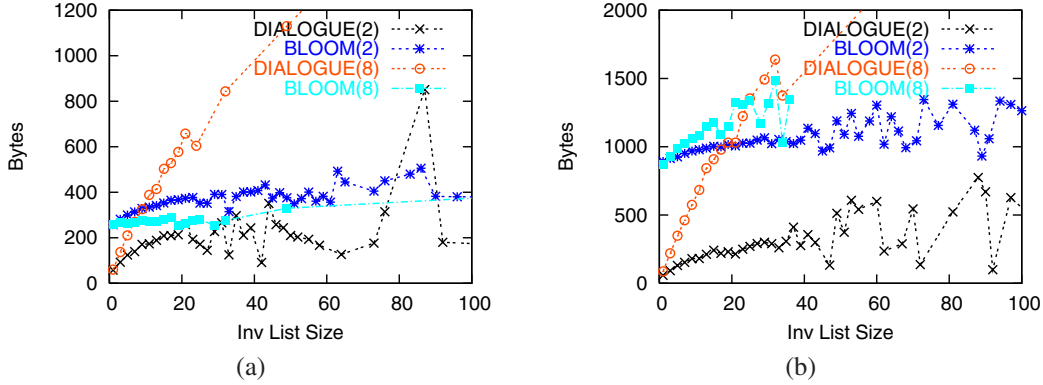 1200
1000
800
600
400
200
0
Bytes
0 20 40 60 80 100
Inv List Size
DIALOGUE(2)
BLOOM(2)
DIALOGUE(8)
BLOOM(8)
(a)
2000
1500
1000
500
0
Bytes
0 20 40 60 80 100
Inv List Size
DIALOGUE(2)
BLOOM(2)
DIALOGUE(8)
BLOOM(8)
(b)